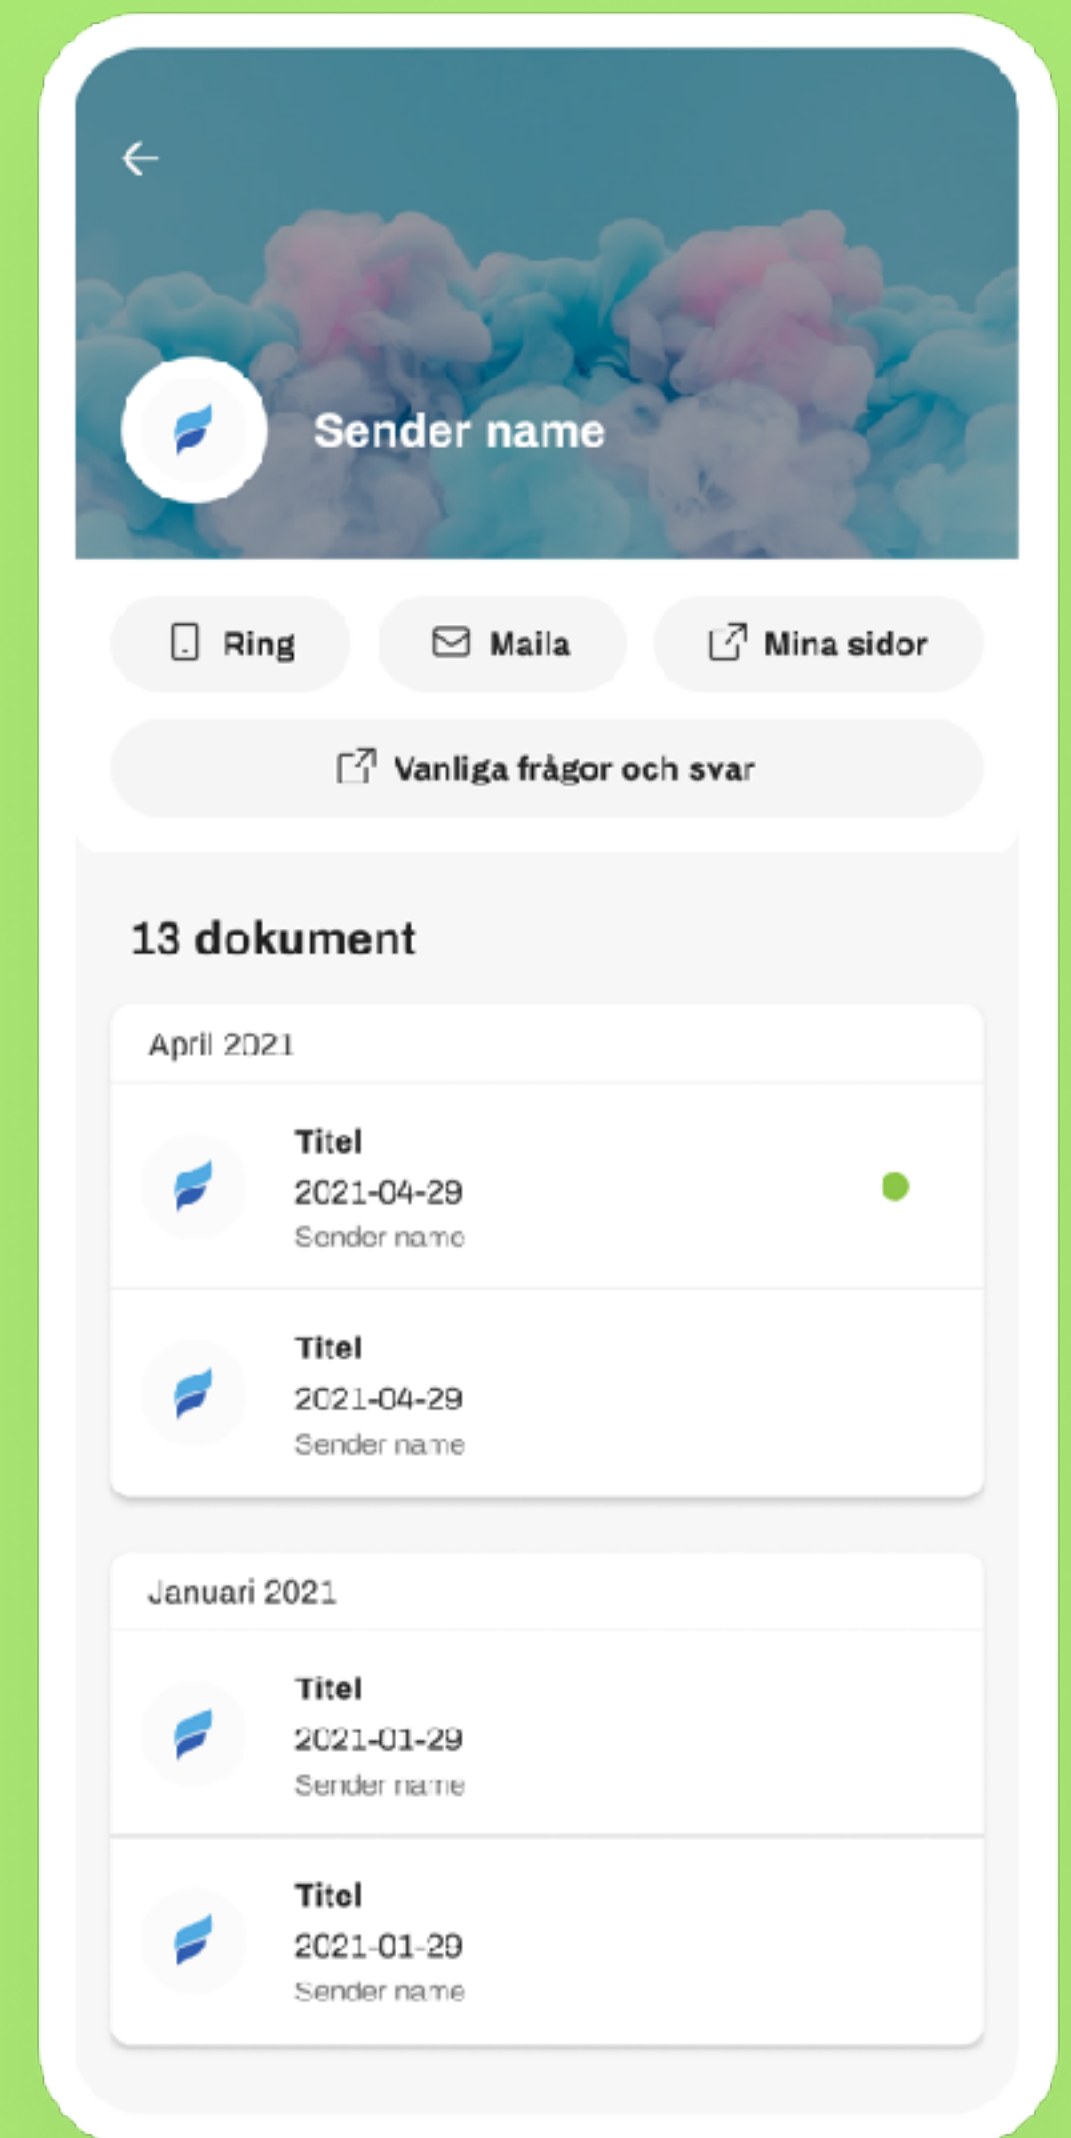 Sender name
Ring
Maila
Mina sidor
Vanliga frågor och svar
13 dokument
April 2021
Titel
2021-04-29
Sender name
Titel
2021-04-29
Sender name
Januari 2021
Titel
2021-01-29
Sender name
Titel
2021-01-29
Sender name